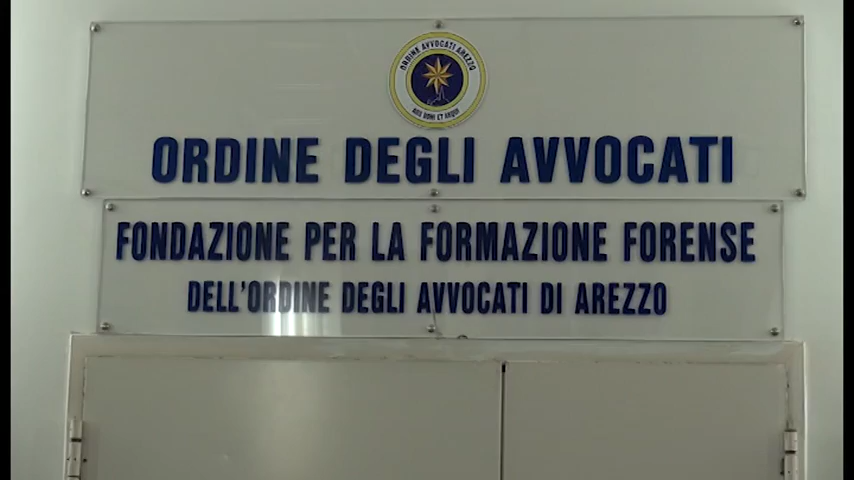 ORDINE AVVOCATI AREZZO
ORDINE DEGLI AVVOCATI
FONDAZIONE PER LA FORMAZIONE FORENSE
DELL'ORDINE DEGLI AVVOCATI DI AREZZO